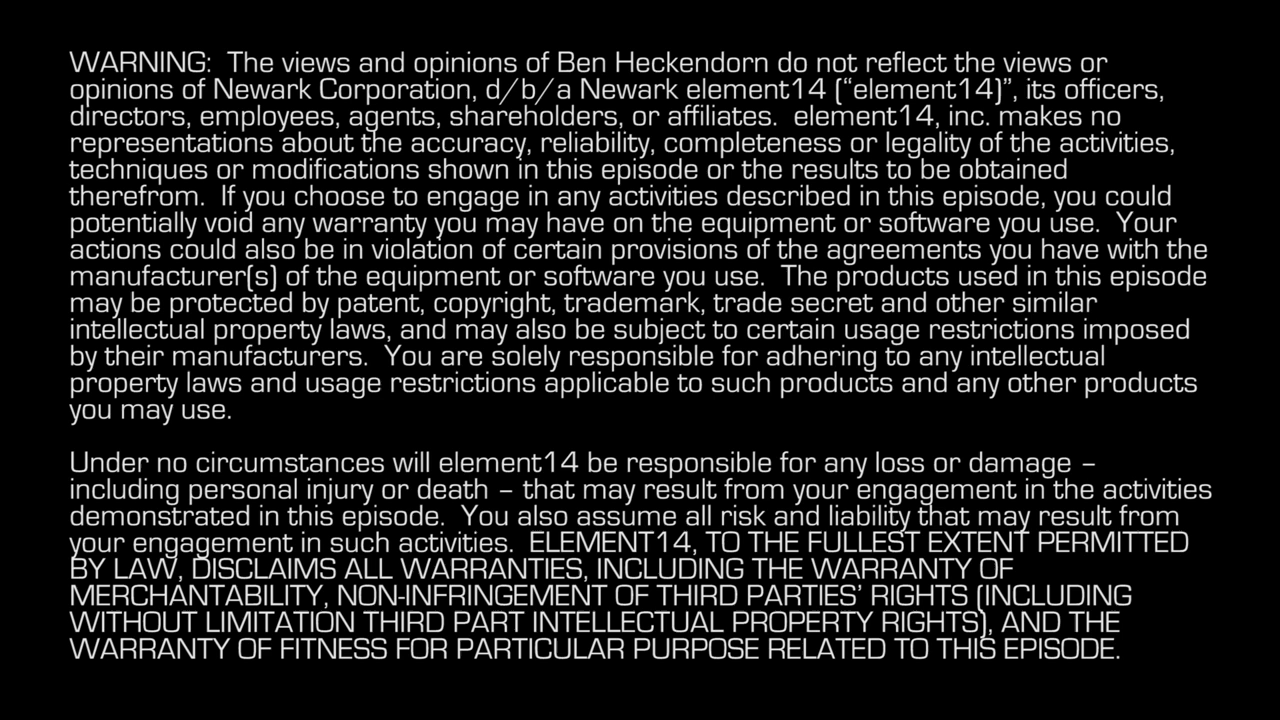 WARNING:  The views and opinions of Ben Heckendorn do not reflect the views or
opinions of Newark Corporation, d/b/a Newark element14 (“element14)”, its officers,
directors, employees, agents, shareholders, or affiliates.  element14, inc. makes no
representations about the accuracy, reliability, completeness or legality of the activities,
techniques or modifications shown in this episode or the results to be obtained
therefrom.  If you choose to engage in any activities described in this episode, you could
potentially void any warranty you may have on the equipment or software you use.  Your
actions could also be in violation of certain provisions of the agreements you have with the
manufacturer(s) of the equipment or software you use.  The products used in this episode
may be protected by patent, copyright, trademark, trade secret and other similar
intellectual property laws, and may also be subject to certain usage restrictions imposed
by their manufacturers.  You are solely responsible for adhering to any intellectual
property laws and usage restrictions applicable to such products and any other products
you may use.
Under no circumstances will element14 be responsible for any loss or damage –
including personal injury or death – that may result from your engagement in the activities
demonstrated in this episode.  You also assume all risk and liability that may result from
your engagement in such activities.  ELEMENT14, TO THE FULLEST EXTENT PERMITTED
BY LAW, DISCLAIMS ALL WARRANTIES, INCLUDING THE WARRANTY OF
MERCHANTABILITY, NON-INFRINGEMENT OF THIRD PARTIES’ RIGHTS (INCLUDING
WITHOUT LIMITATION THIRD PART INTELLECTUAL PROPERTY RIGHTS), AND THE
WARRANTY OF FITNESS FOR PARTICULAR PURPOSE RELATED TO THIS EPISODE.